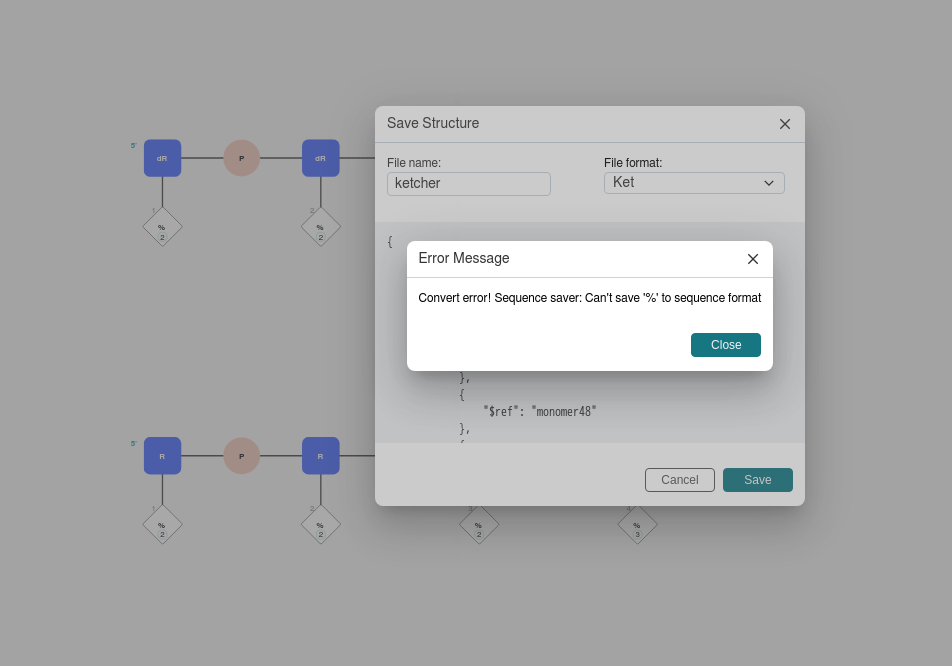 Save Structure
File name:
File format:
ketcher
Ket
{
Error Message
Convert error! Sequence saver: Can't save '%' to sequence format
Close
},
{
"$ref": "monomer48"
},
{
Cancel
Save
5'
dR
P
dR
1
2
%
2
%
2
5'
R
P
R
1
2
3
4
%
2
%
2
%
2
%
3